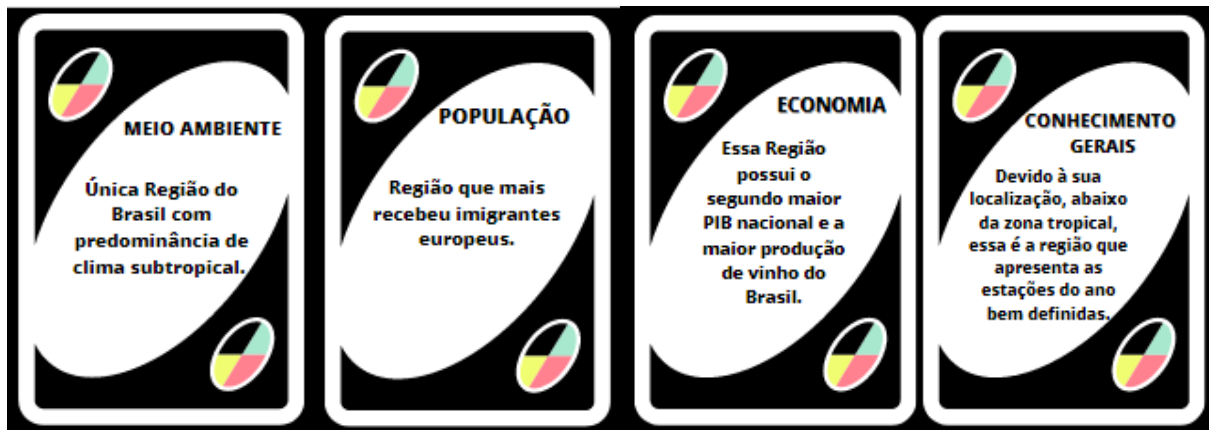 MEIO AMBIENTE
Única Região do
Brasil com
predominância de
clima subtropical.
POPULAÇÃO
Região que mais
recebeu imigrantes
europeus.
ECONOMIA
Essa Região
possui o
segundo maior
PIB nacional e a
maior produção
de vinho do
Brasil.
CONHECIMENTO
GERAIS
Devido à sua
localização, abaixo
da zona tropical,
essa é a região que
apresenta as
estações do ano
bem definidas.